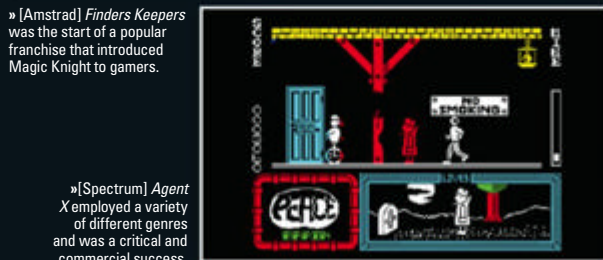 » [Amstrad] Finders Keepers
was the start of a popular
franchise that introduced
Magic Knight to gamers.
»[Spectrum] Agent
X employed a variety
of different genres
and was a critical and
commercial success.
NO
SMOKING
PEACE